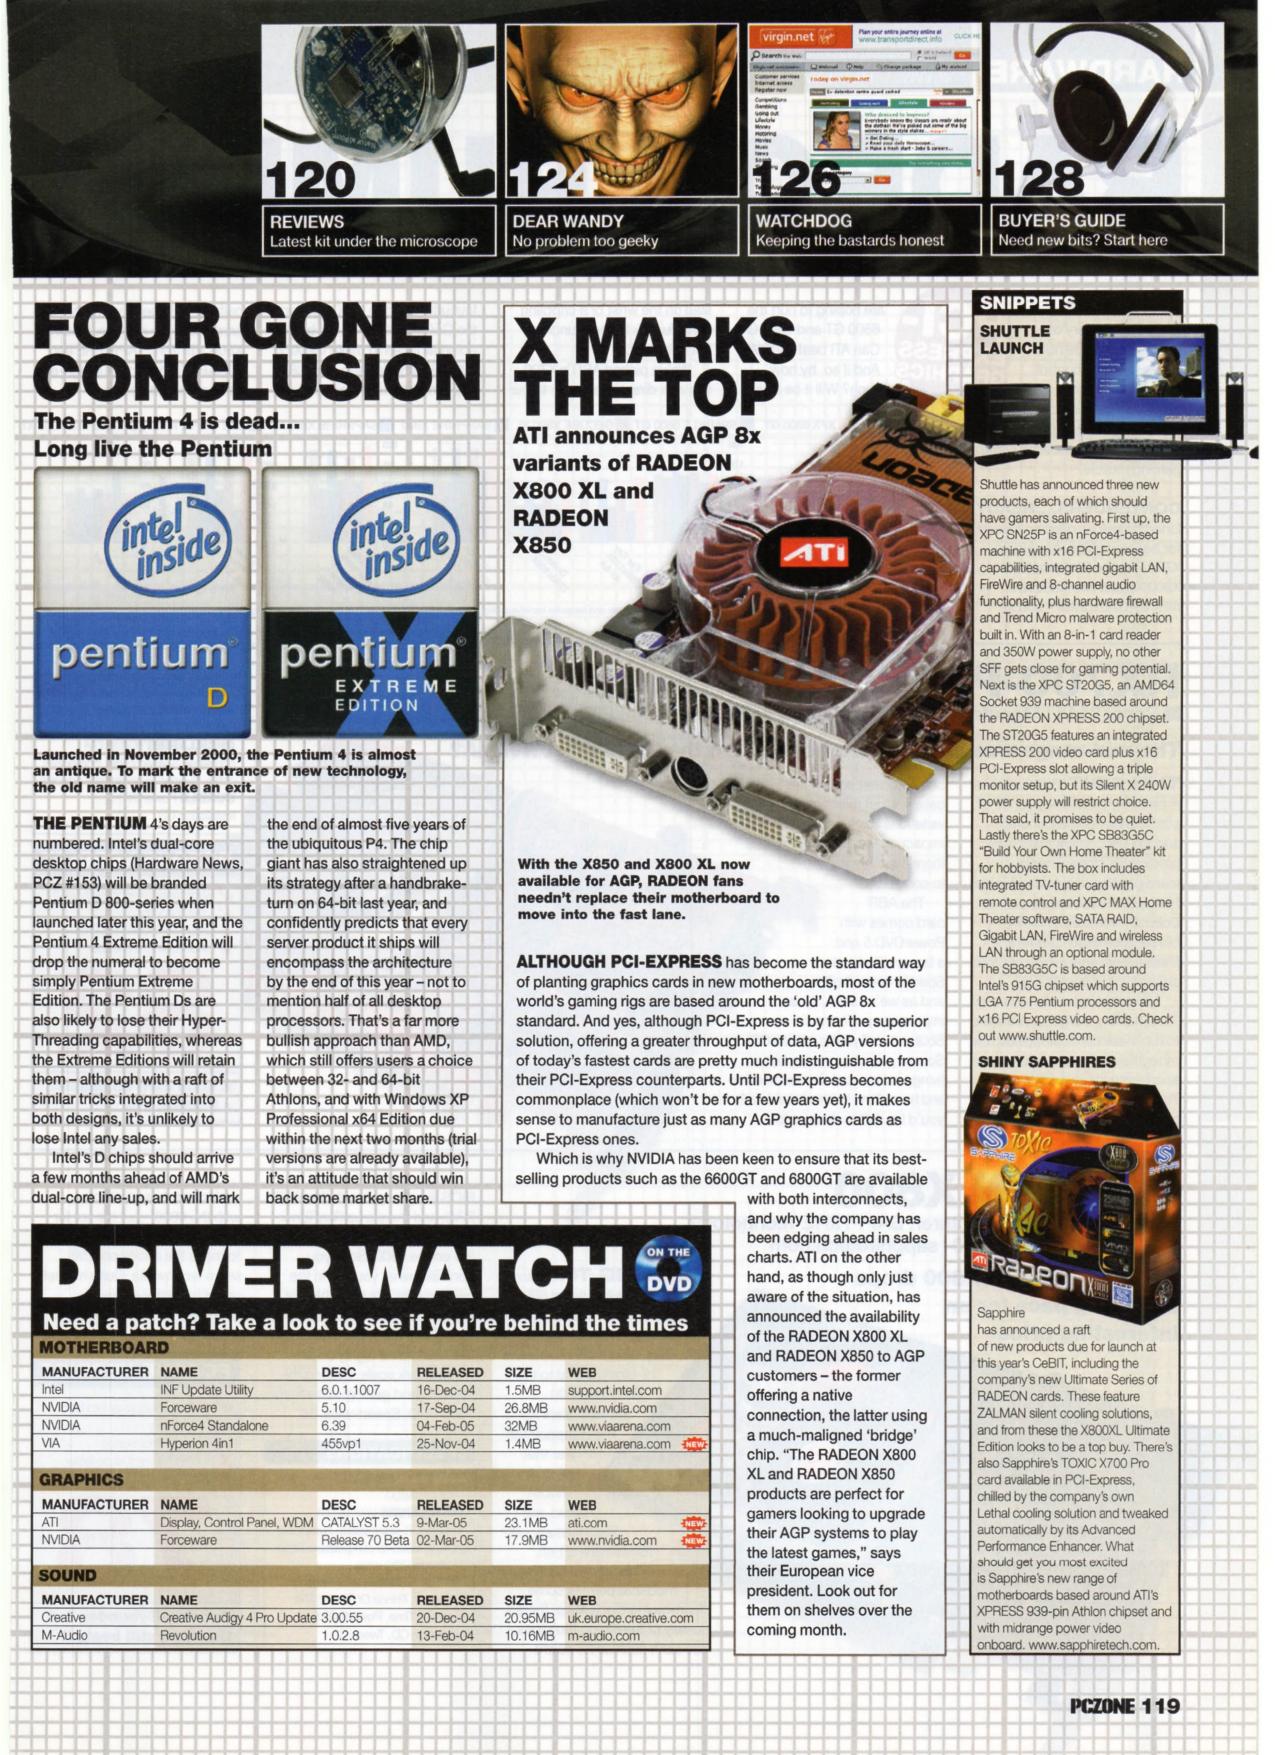 120
REVIEWS
Latest kit under the microscope
124
DEAR WANDY
No problem too geeky
virgin.net
Plan your entire journey online at
www.transportdirect.info
Search the Web
Today on virgin.net
Customer services
Internet access
Register now
Competitions
Gambling
Going out
Lifestyle
Money
Motoring
Movies
Music
News
126
WATCHDOG
Keeping the bastards honest
128
BUYER'S GUIDE
Need new bits? Start here
FOUR GONE
CONCLUSION
The Pentium 4 is dead...
Long live the Pentium
intel
inside
pentium®
D
intel
inside
pentium®
EXTREME
EDITION
Launched in November 2000, the Pentium 4 is almost
an antique. To mark the entrance of new technology,
the old name will make an exit.
THE PENTIUM 4's days are
numbered. Intel's dual-core
desktop chips (Hardware News,
PCZ #153) will be branded
Pentium D 800-series when
launched later this year, and the
Pentium 4 Extreme Edition will
drop the numeral to become
simply Pentium Extreme
Edition. The Pentium Ds are
also likely to lose their Hyper-
Threading capabilities, whereas
the Extreme Editions will retain
them – although with a raft of
similar tricks integrated into
both designs, it's unlikely to
lose Intel any sales.
Intel's D chips should arrive
a few months ahead of AMD's
dual-core line-up, and will mark
the end of almost five years of
the ubiquitous P4. The chip
giant has also straightened up
its strategy after a handbrake-
turn on 64-bit last year, and
confidently predicts that every
server product it ships will
encompass the architecture
by the end of this year – not to
mention half of all desktop
processors. That's a far more
bullish approach than AMD,
which still offers users a choice
between 32- and 64-bit
Athlons, and with Windows XP
Professional x64 Edition due
within the next two months (trial
versions are already available),
it's an attitude that should win
back some market share.
X MARKS
THE TOP
ATI announces AGP 8x
variants of RADEON
X800 XL and
RADEON
X850
ATI
With the X850 and X800 XL now
available for AGP, RADEON fans
needn't replace their motherboard to
move into the fast lane.
ALTHOUGH PCI-EXPRESS has become the standard way
of planting graphics cards in new motherboards, most of the
world's gaming rigs are based around the 'old' AGP 8x
standard. And yes, although PCI-Express is by far the superior
solution, offering a greater throughput of data, AGP versions
of today's fastest cards are pretty much indistinguishable from
their PCI-Express counterparts. Until PCI-Express becomes
commonplace (which won't be for a few years yet), it makes
sense to manufacture just as many AGP graphics cards as
PCI-Express ones.
Which is why NVIDIA has been keen to ensure that its best-
selling products such as the 6600GT and 6800GT are available
with both interconnects,
and why the company has
been edging ahead in sales
charts. ATI on the other
hand, as though only just
aware of the situation, has
announced the availability
of the RADEON X800 XL
and RADEON X850 to AGP
customers – the former
offering a native
connection, the latter using
a much-maligned 'bridge'
chip. "The RADEON X800
XL and RADEON X850
products are perfect for
gamers looking to upgrade
their AGP systems to play
the latest games," says
their European vice
president. Look out for
them on shelves over the
coming month.
SNIPPETS
SHUTTLE
LAUNCH
Shuttle has announced three new
products, each of which should
have gamers salivating. First up, the
XPC SN25P is an nForce4-based
machine with x16 PCI-Express
capabilities, integrated gigabit LAN,
FireWire and 8-channel audio
functionality, plus hardware firewall
and Trend Micro malware protection
built in. With an 8-in-1 card reader
and 350W power supply, no other
SFF gets close for gaming potential.
Next is the XPC ST20G5, an AMD64
Socket 939 machine based around
the RADEON XPRESS 200 chipset.
The ST20G5 features an integrated
XPRESS 200 video card plus x16
PCI-Express slot allowing a triple
monitor setup, but its Silent X 240W
power supply will restrict choice.
That said, it promises to be quiet.
Lastly there's the XPC SB83G5C
"Build Your Own Home Theater" kit
for hobbyists. The box includes
integrated TV-tuner card with
remote control and XPC MAX Home
Theater software, SATA RAID,
Gigabit LAN, FireWire and wireless
LAN through an optional module.
The SB83G5C is based around
Intel's 915G chipset which supports
LGA 775 Pentium processors and
x16 PCI Express video cards. Check
out www.shuttle.com.
SHINY SAPPHIRES
SAPPHIRE
TOXIC
ATI
RADEON
Sapphire
has announced a raft
of new products due for launch at
this year's CeBIT, including the
company's new Ultimate Series of
RADEON cards. These feature
ZALMAN silent cooling solutions,
and from these the X800XL Ultimate
Edition looks to be a top buy. There's
also Sapphire's TOXIC X700 Pro
card available in PCI-Express,
chilled by the company's own
Lethal cooling solution and tweaked
automatically by its Advanced
Performance Enhancer. What
should get you most excited
is Sapphire's new range of
motherboards based around ATI's
XPRESS 939-pin Athlon chipset and
with midrange power video
onboard. www.sapphiretech.com.
DRIVER WATCH
ON THE
DVD
Need a patch? Take a look to see if you're behind the times
MOTHERBOARD
MANUFACTURER NAME DESC RELEASED SIZE WEB
Intel INF Update Utility 6.0.1.1007 16-Dec-04 1.5MB support.intel.com
NVIDIA Forceware 5.10 17-Sep-04 26.8MB www.nvidia.com
NVIDIA nForce4 Standalone 6.39 04-Feb-05 32MB www.viaarena.com
VIA Hyperion 4in1 455vp1 25-Nov-04 1.4MB www.viaarena.com NEW
GRAPHICS
MANUFACTURER NAME DESC RELEASED SIZE WEB
ATI Display, Control Panel, WDM CATALYST 5.3 9-Mar-05 23.1MB ati.com NEW
NVIDIA Forceware Release 70 Beta 02-Mar-05 17.9MB www.nvidia.com NEW
SOUND
MANUFACTURER NAME DESC RELEASED SIZE WEB
Creative Creative Audigy 4 Pro Update 3.00.55 20-Dec-04 20.95MB uk.europe.creative.com
M-Audio Revolution 1.0.2.8 13-Feb-04 10.16MB m-audio.com
PCZONE 119